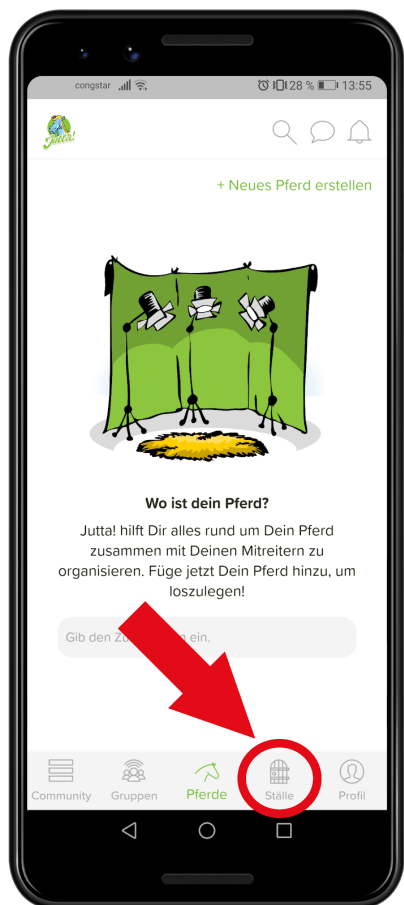 congstar 28 % 13:55
Jutta!
+ Neues Pferd erstellen
Wo ist dein Pferd?
Jutta! hilft Dir alles rund um Dein Pferd
zusammen mit Deinen Mitreitern zu
organisieren. Füge jetzt Dein Pferd hinzu, um
loszulegen!
Gib den ein.
Community Gruppen Pferde Ställe Profil